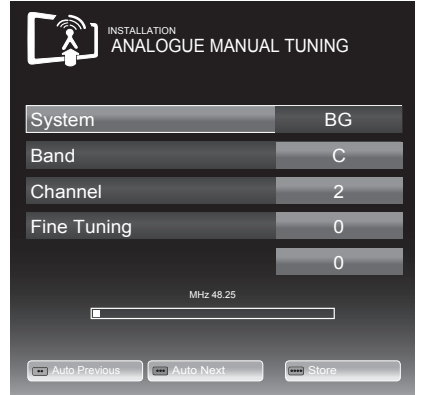 INSTALLATION
ANALOGUE MANUAL TUNING
System BG
Band C
Channel 2
Fine Tuning 0
0
MHz 48.25
Auto Previous Auto Next Store